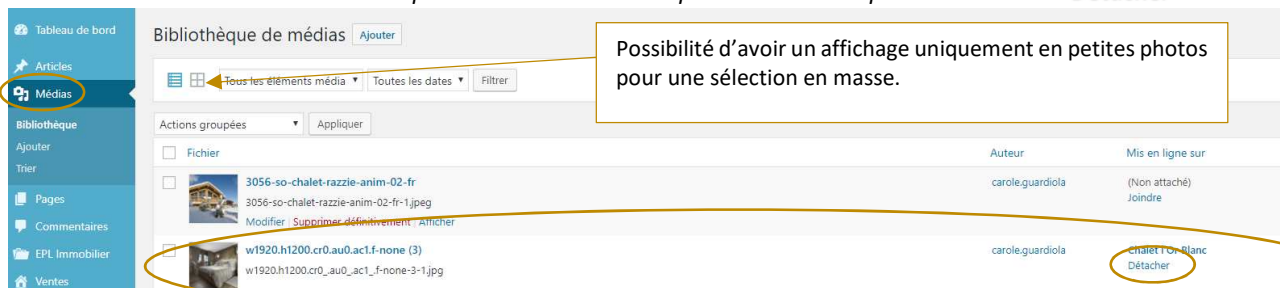 Tableau de bord
Articles
Médias
Bibliothèque
Ajouter
Trier
Pages
Commentaires
EPL Immobilier
Ventes
Bibliothèque de médias Ajouter
Possibilité d’avoir un affichage uniquement en petites photos
pour une sélection en masse.
Tous les éléments média Toutes les dates Filtrer
Actions groupées Appliquer
Fichier Auteur Mis en ligne sur
3056-so-chalet-razzie-anim-02-fr carole.guardiola (Non attaché)
3056-so-chalet-razzie-anim-02-fr-1.jpeg Joindre
Modifier | Supprimer définitivement | Afficher
w1920.h1200.cr0.au0.ac1.f-none (3) carole.guardiola Chalet l'Or Blanc
w1920.h1200.cr0_.au0_.ac1_.f-none-3-1.jpg Détacher